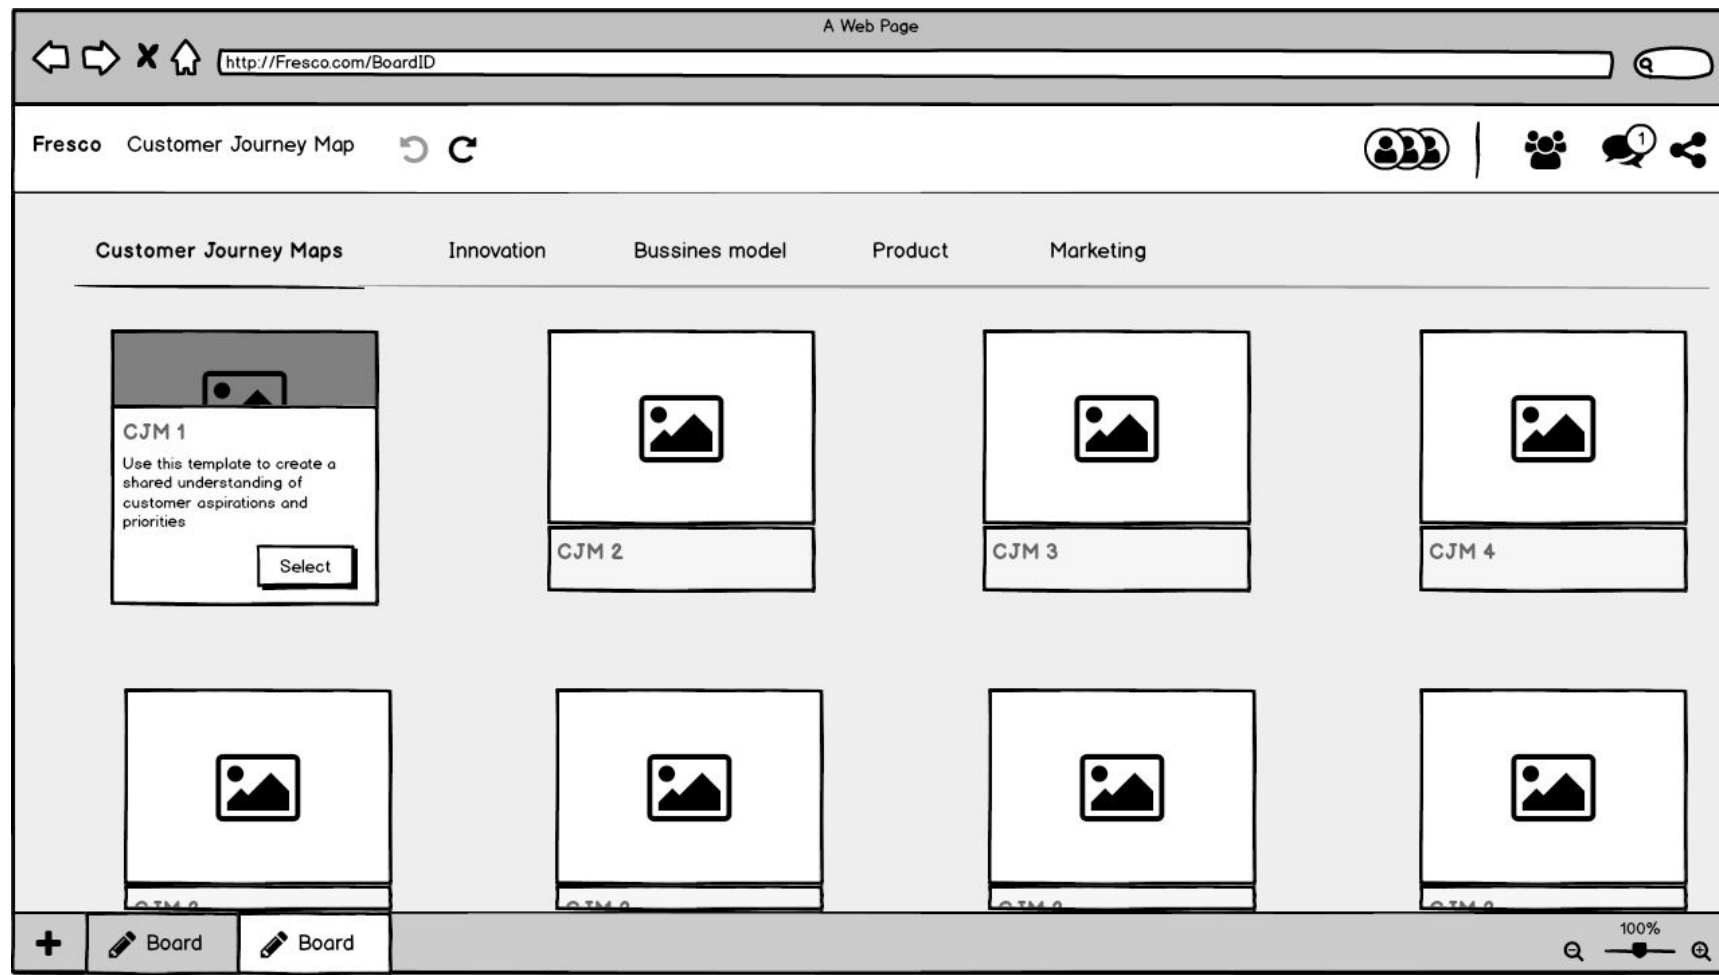 A Web Page
http://Fresco.com/BoardID
Fresco Customer Journey Map
1
Customer Journey Maps Innovation Bussines model Product Marketing
CJM 1
Use this template to create a
shared understanding of
customer aspirations and
priorities
Select
CJM 2
CJM 3
CJM 4
Board
Board
100%